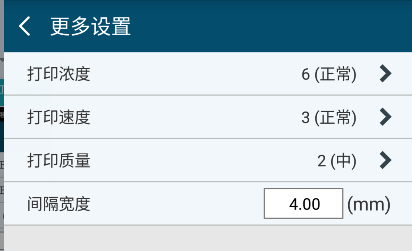 更多设置
打印浓度 6 (正常)
打印速度 3 (正常)
打印质量 2 (中)
间隔宽度 4.00 (mm)